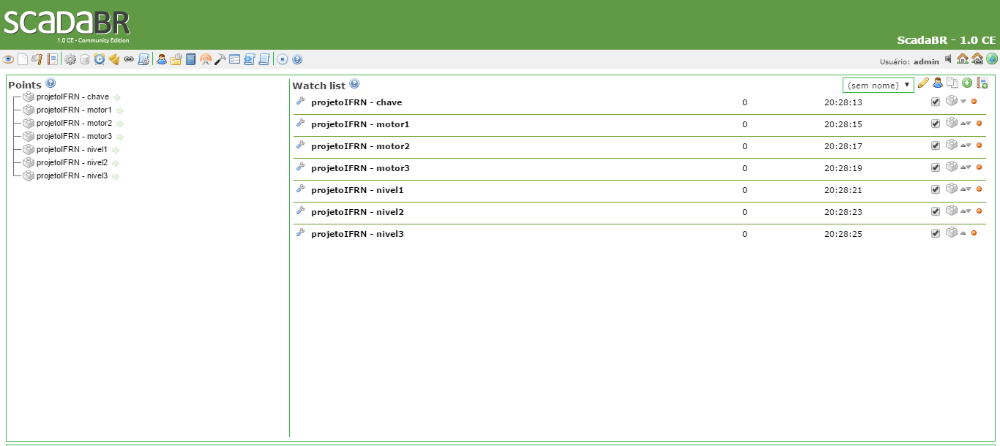 SCADABR
1.0 CE - Community Edition
ScadaBR - 1.0 CE
Usuário: admin
Points
projetoIFRN - chave
projetoIFRN - motor1
projetoIFRN - motor2
projetoIFRN - motor3
projetoIFRN - nivel1
projetoIFRN - nivel2
projetoIFRN - nivel3
Watch list (sem nome)
projetoIFRN - chave 0 20:28:13
projetoIFRN - motor1 0 20:28:15
projetoIFRN - motor2 0 20:28:17
projetoIFRN - motor3 0 20:28:19
projetoIFRN - nivel1 0 20:28:21
projetoIFRN - nivel2 0 20:28:23
projetoIFRN - nivel3 0 20:28:25